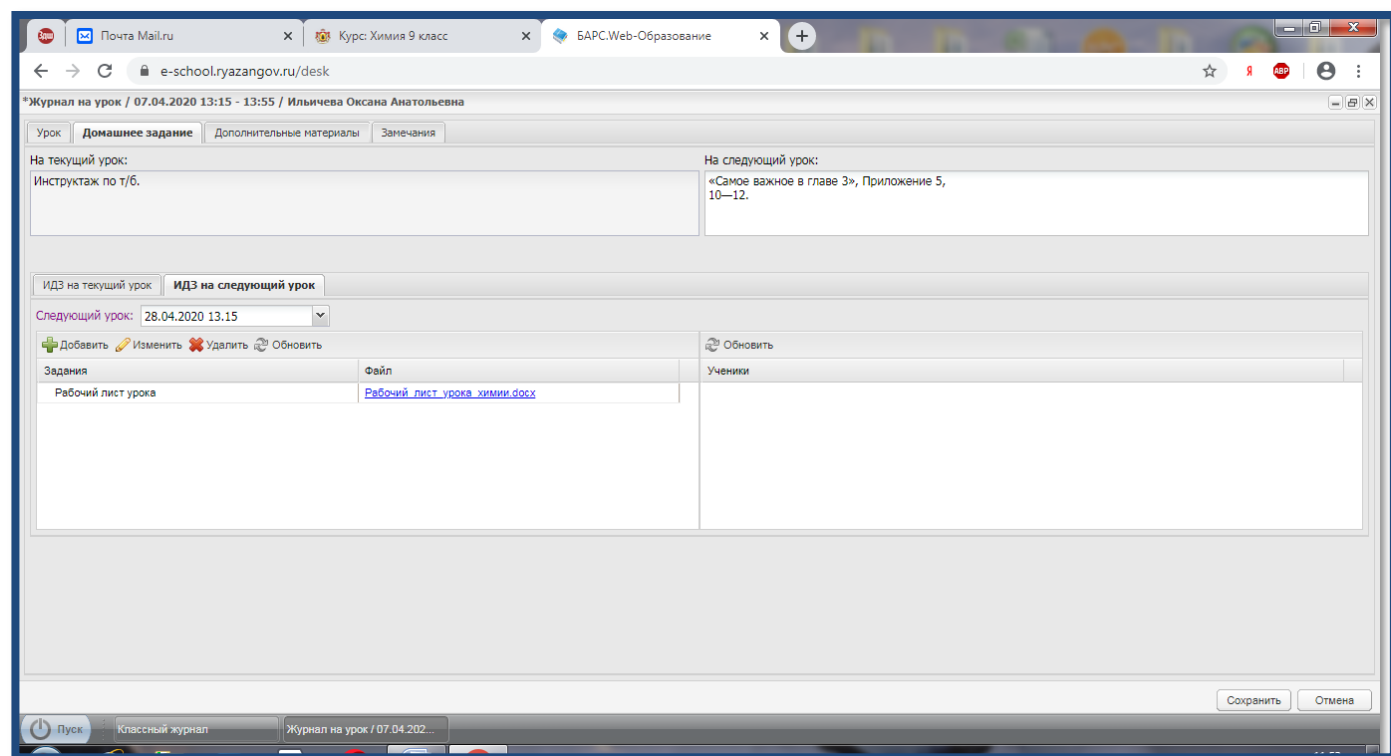 Почта Mail.ru
Курс: Химия 9 класс
БАРС.Web-Образование
e-school.ryazangov.ru/desk
Я
ABP
*Журнал на урок / 07.04.2020 13:15 - 13:55 / Ильичева Оксана Анатольевна
Урок
Домашнее задание
Дополнительные материалы
Замечания
На текущий урок:
На следующий урок:
Инструктаж по т/б.
«Самое важное в главе 3», Приложение 5,
10—12.
ИДЗ на текущий урок
ИДЗ на следующий урок
Следующий урок: 28.04.2020 13.15
Добавить Изменить Удалить Обновить
Обновить
Задания
Файл
Ученики
Рабочий лист урока
Рабочий_лист_урока_химии.docx
Сохранить
Отмена
Пуск
Классный журнал
Журнал на урок / 07.04.202...